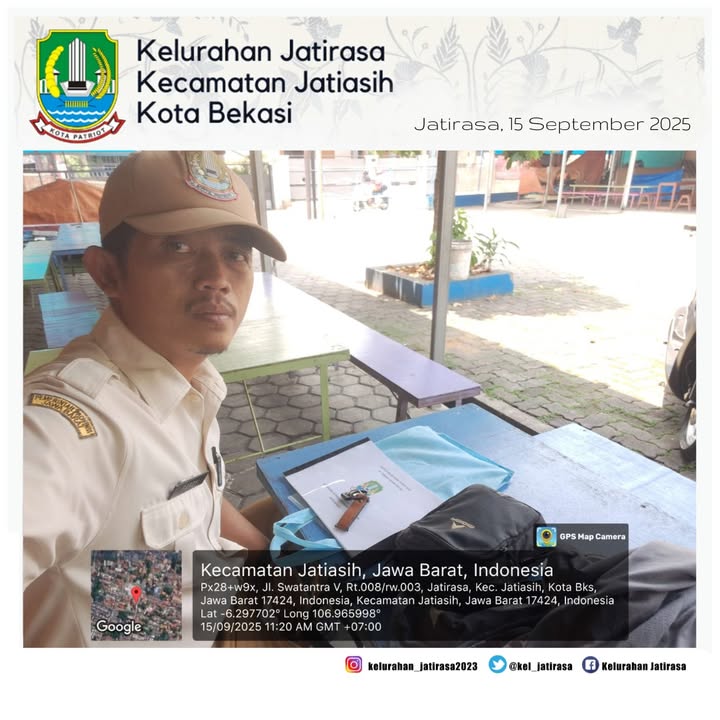 Kelurahan Jatirasa
Kecamatan Jatiasih
Kota Bekasi
KOTA PATRIOT
Jatirasa, 15 September 2025
GPS Map Camera
Kecamatan Jatiasih, Jawa Barat, Indonesia
Px28+w9x, Jl. Swatantra V, Rt.008/rw.003, Jatirasa, Kec. Jatiasih, Kota Bks,
Jawa Barat 17424, Indonesia, Kecamatan Jatiasih, Jawa Barat 17424, Indonesia
Lat -6.297702° Long 106.965998°
15/09/2025 11:20 AM GMT +07:00
Google
kelurahan_jatirasa2023 @kel_jatirasa Kelurahan Jatirasa